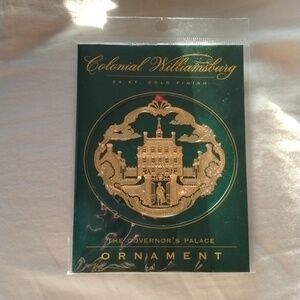 Colonial Williamsburg
24 KT. GOLD FINISH
THE GOVERNOR'S PALACE
ORNAMENT